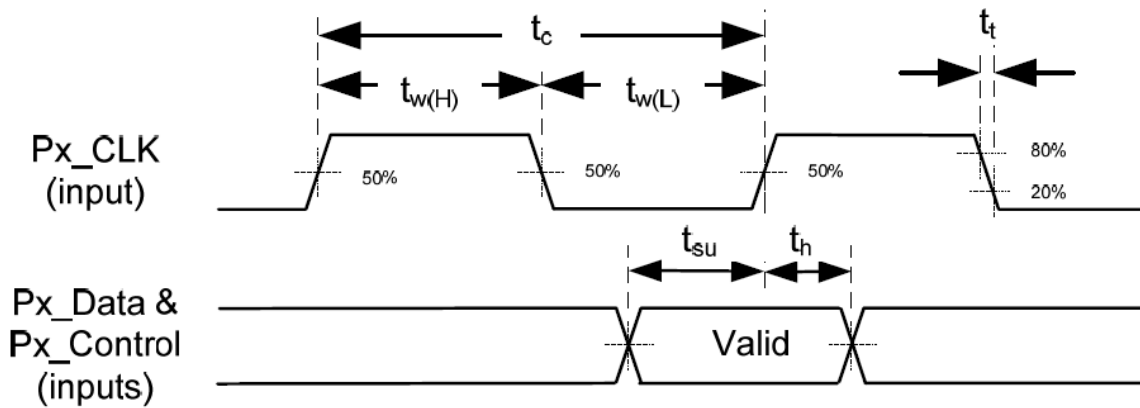 t_c
t_t
t_w(H)
t_w(L)
Px_CLK
(input)
50%
50%
50%
80%
20%
t_su
t_h
Px_Data &
Px_Control
(inputs)
Valid